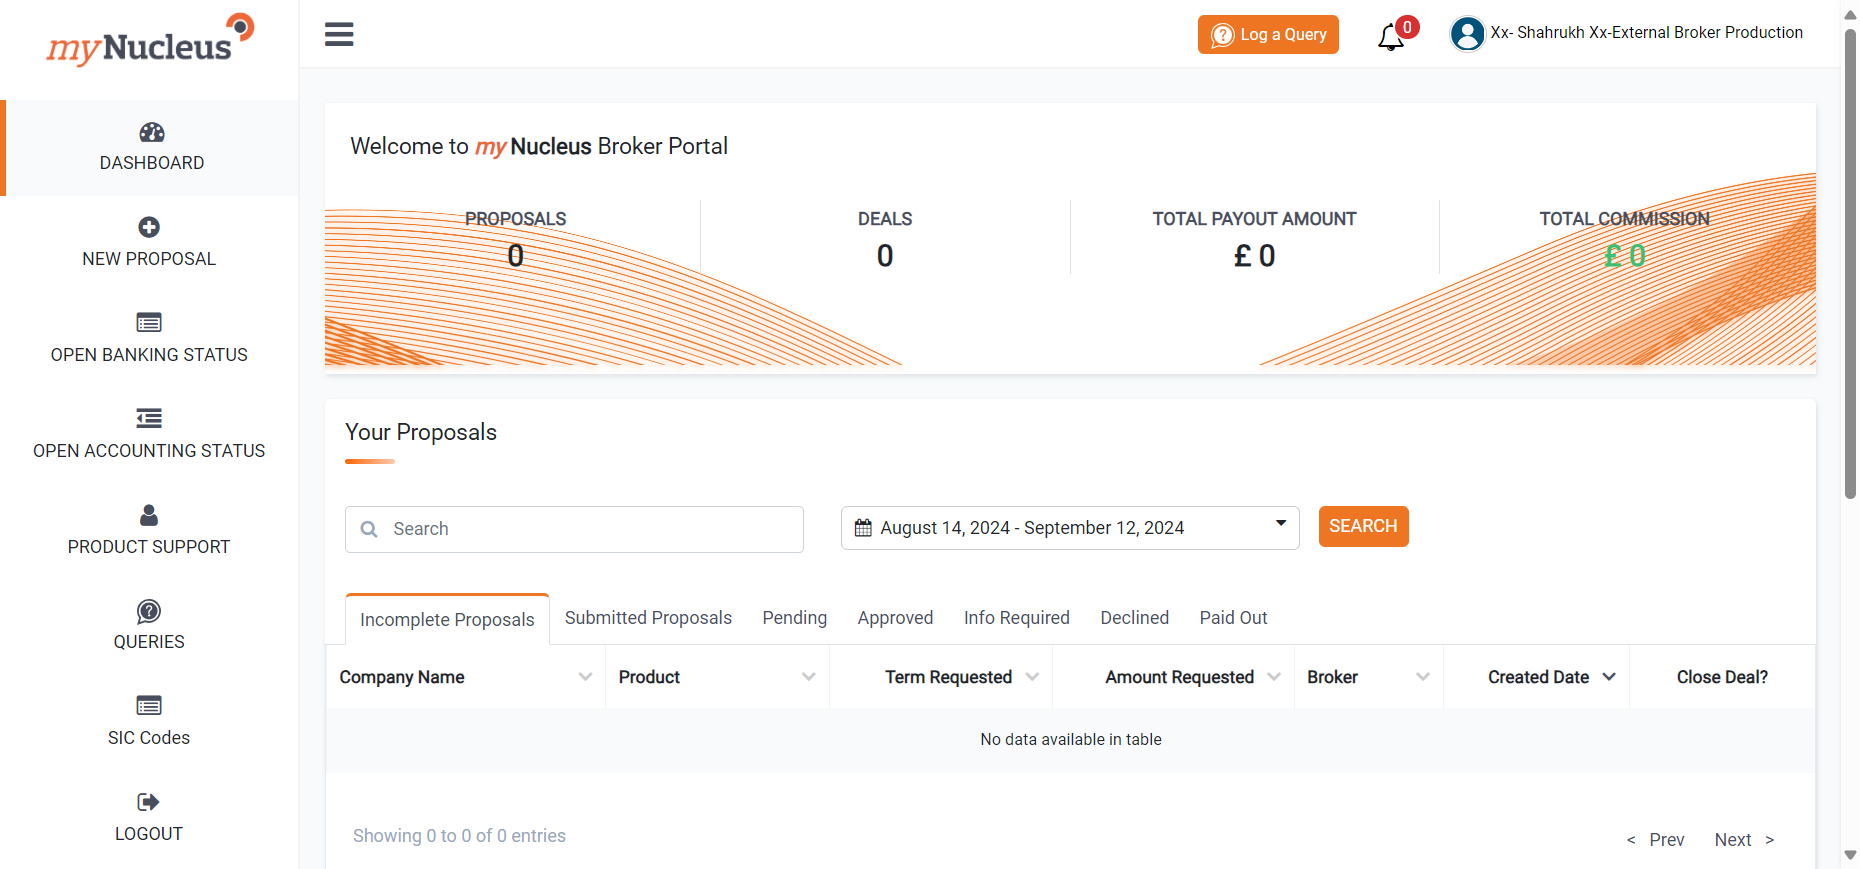 myNucleus
Log a Query
0
Xx- Shahrukh Xx-External Broker Production
DASHBOARD
NEW PROPOSAL
OPEN BANKING STATUS
OPEN ACCOUNTING STATUS
PRODUCT SUPPORT
QUERIES
SIC Codes
LOGOUT
Welcome to my Nucleus Broker Portal
PROPOSALS
0
DEALS
0
TOTAL PAYOUT AMOUNT
£ 0
TOTAL COMMISSION
£ 0
Your Proposals
Search
August 14, 2024 - September 12, 2024
SEARCH
Incomplete Proposals Submitted Proposals Pending Approved Info Required Declined Paid Out
Company Name Product Term Requested Amount Requested Broker Created Date Close Deal?
No data available in table
Showing 0 to 0 of 0 entries
< Prev Next >